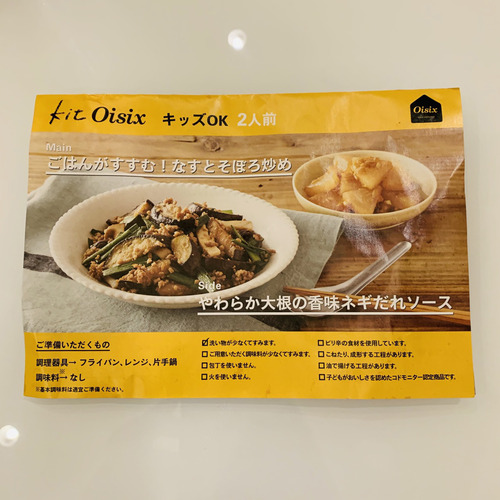 Kit Oisix キッズOK 2人前
Oisix
Main
ごはんがすすむ！なすとそぼろ炒め
Side
やわらか大根の香味ネギだれソース
ご準備いただくもの
調理器具→ フライパン、レンジ、片手鍋
調味料※→ なし
※基本調味料は適宜ご準備ください。
☑洗い物が少なくてすみます。
□ご用意いただく調味料が少なくてすみます。
□包丁を使いません。
□火を使いません。
□ピリ辛の食材を使用しています。
□こねたり、成形する工程があります。
□油で揚げる工程があります。
□子どもがおいしさを認めたコドモニター認定商品です。